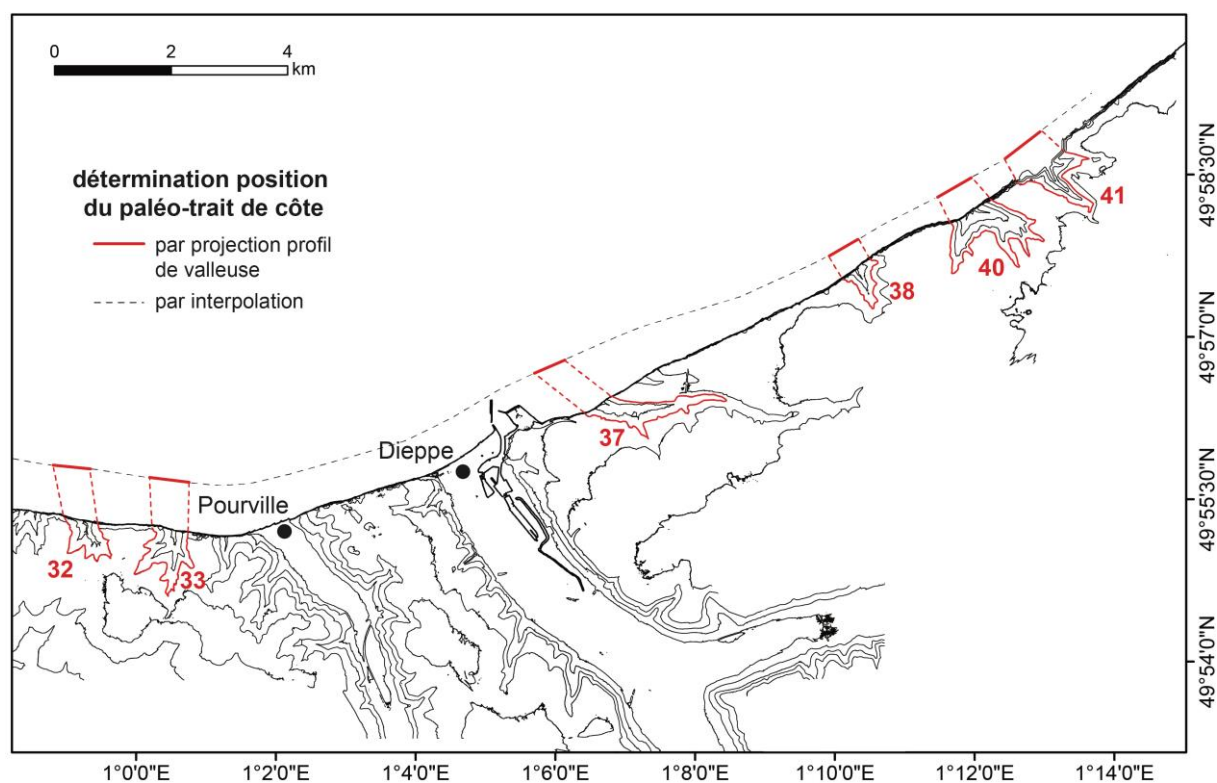 0 2 4
km
détermination position
du paléo-trait de côte
par projection profil
de valleuse
par interpolation
41
40
38
37
Dieppe
Pourville
32
33
49°58'30"N
49°57'0"N
49°55'30"N
49°54'0"N
1°0'0"E 1°2'0"E 1°4'0"E 1°6'0"E 1°8'0"E 1°10'0"E 1°12'0"E 1°14'0"E